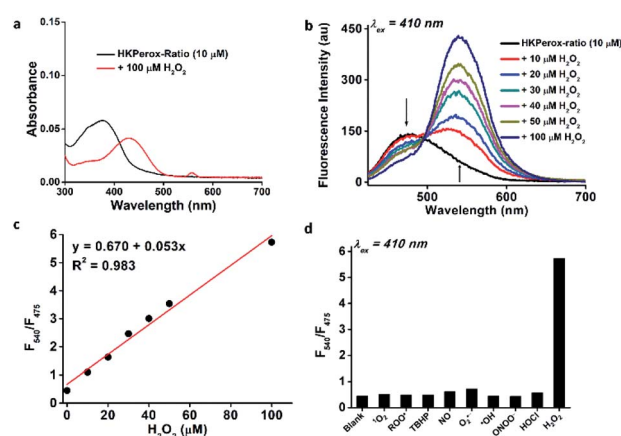 a
0.15
0.10
0.05
0.00
Absorbance
HKPerox-Ratio (10 μM)
+ 100 μM H₂O₂
300 400 500 600 700
Wavelength (nm)
b
λex = 410 nm
450
300
150
0
Fluorescence Intensity (au)
HKPerox-ratio (10 μM)
+ 10 μM H₂O₂
+ 20 μM H₂O₂
+ 30 μM H₂O₂
+ 40 μM H₂O₂
+ 50 μM H₂O₂
+ 100 μM H₂O₂
500 600 700
Wavelength (nm)
c
y = 0.670 + 0.053x
R² = 0.983
6
5
4
3
2
1
0
F₅₄₀/F₄₇₅
0 20 40 60 80 100
H₂O₂ (μM)
d
λex = 410 nm
6
5
4
3
2
1
0
F₅₄₀/F₄₇₅
Blank ¹O₂ ROO• TBHP NO O₂•⁻ •OH ONOO⁻ HOCl H₂O₂